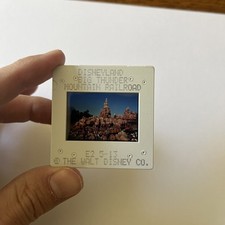 DISNEYLAND
BIG THUNDER
MOUNTAIN RAILROAD
© THE WALT DISNEY CO.